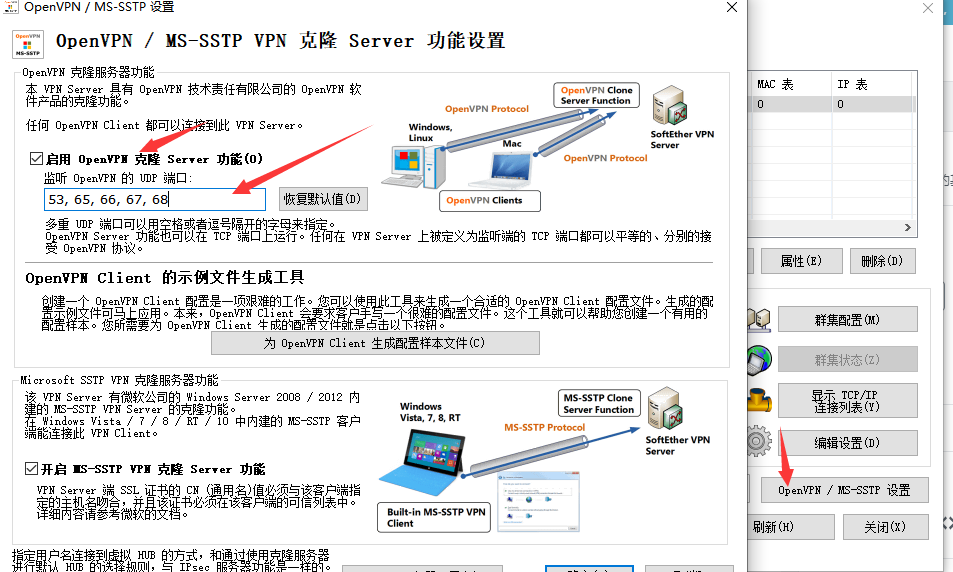 OpenVPN / MS-SSTP 设置
OpenVPN / MS-SSTP VPN 克隆 Server 功能设置
OpenVPN 克隆服务器功能
本 VPN Server 具有 OpenVPN 技术责任有限公司的 OpenVPN 软
件产品的克隆功能。
任何 OpenVPN Client 都可以连接到此 VPN Server。
启用 OpenVPN 克隆 Server 功能(O)
监听 OpenVPN 的 UDP 端口:
53, 65, 66, 67, 68
恢复默认值(D)
多重 UDP 端口可以用空格或者逗号隔开的字母来指定。
OpenVPN Server 功能也可以在 TCP 端口上运行。任何在 VPN Server 上被定义为监听端的 TCP 端口都可以平等的、分别的接
受 OpenVPN 协议。
OpenVPN Protocol
OpenVPN Clone
Server Function
Windows,
Linux
Mac
SoftEther VPN
Server
OpenVPN Protocol
OpenVPN Clients
OpenVPN Client 的示例文件生成工具
创建一个 OpenVPN Client 配置是一项艰难的工作。您可以使用此工具来生成一个合适的 OpenVPN Client 配置文件。生成的配
置示例文件可马上应用。本来，OpenVPN Client 会要求客户手写一个很难的配置文件。这个工具就可以帮助您创建一个有用的
配置样本。您所需要为 OpenVPN Client 生成的配置文件就是点击以下按钮。
为 OpenVPN Client 生成配置样本文件(C)
Microsoft SSTP VPN 克隆服务器功能
该 VPN Server 有微软公司的 Windows Server 2008 / 2012 内
建的 MS-SSTP VPN Server 的克隆功能。
在 Windows Vista / 7 / 8 / RT / 10 中内建的 MS-SSTP 客户
端能连接此 VPN Client。
开启 MS-SSTP VPN 克隆 Server 功能
VPN Server 端 SSL 证书的 CN (通用名)值必须与该客户端指
定的主机名吻合，并且该证书必须在该客户端的可信列表中。
详细内容请参考微软的文档。
Windows
Vista, 7, 8, RT
MS-SSTP Clone
Server Function
MS-SSTP Protocol
SoftEther VPN
Server
Built-in MS-SSTP VPN
Client
指定用户名连接到虚拟 HUB 的方式，和通过使用克隆服务器
进行默认 HUB 的选择规则，与 IPsec 服务器功能是一样的。
MAC 表
IP 表
0
0
属性(E)
删除(D)
群集配置(M)
群集状态(Z)
显示 TCP/IP
连接列表(Y)
编辑设置(D)
OpenVPN / MS-SSTP 设置
刷新(H)
关闭(X)